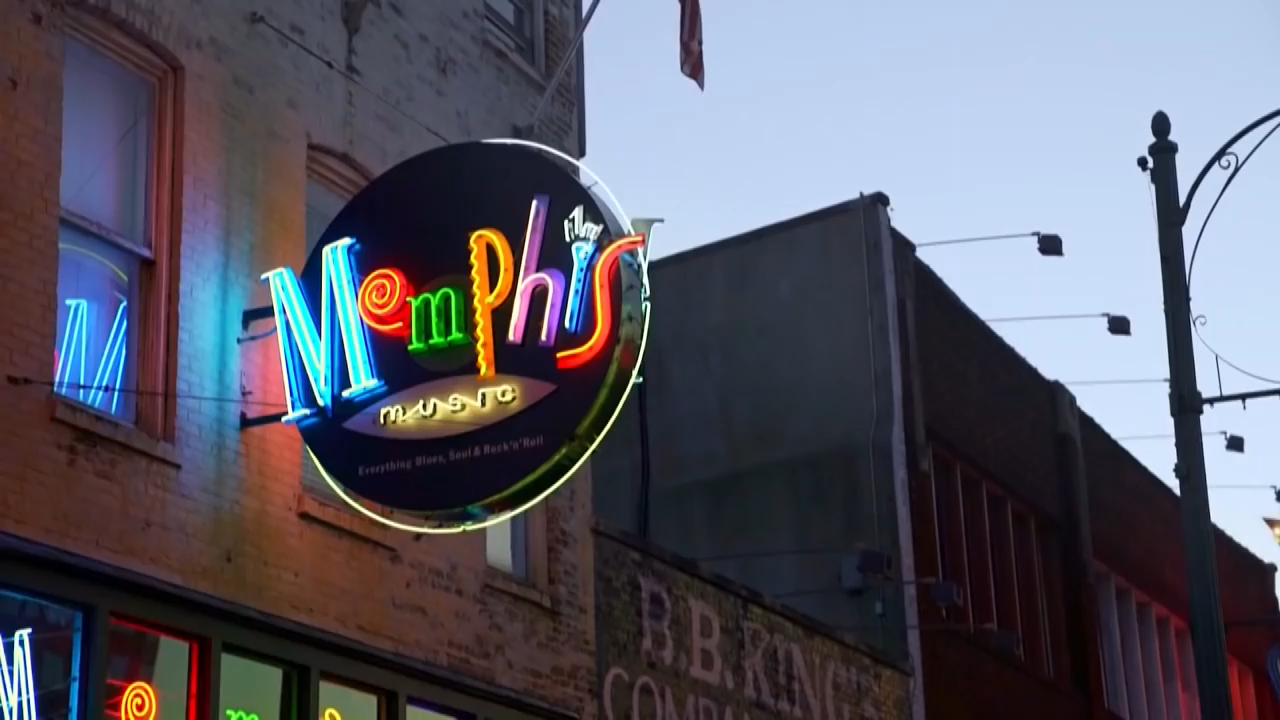 Memphis
music
Everything Blues, Soul & Rock'n'Roll
M
B.B. KING'S
M
m